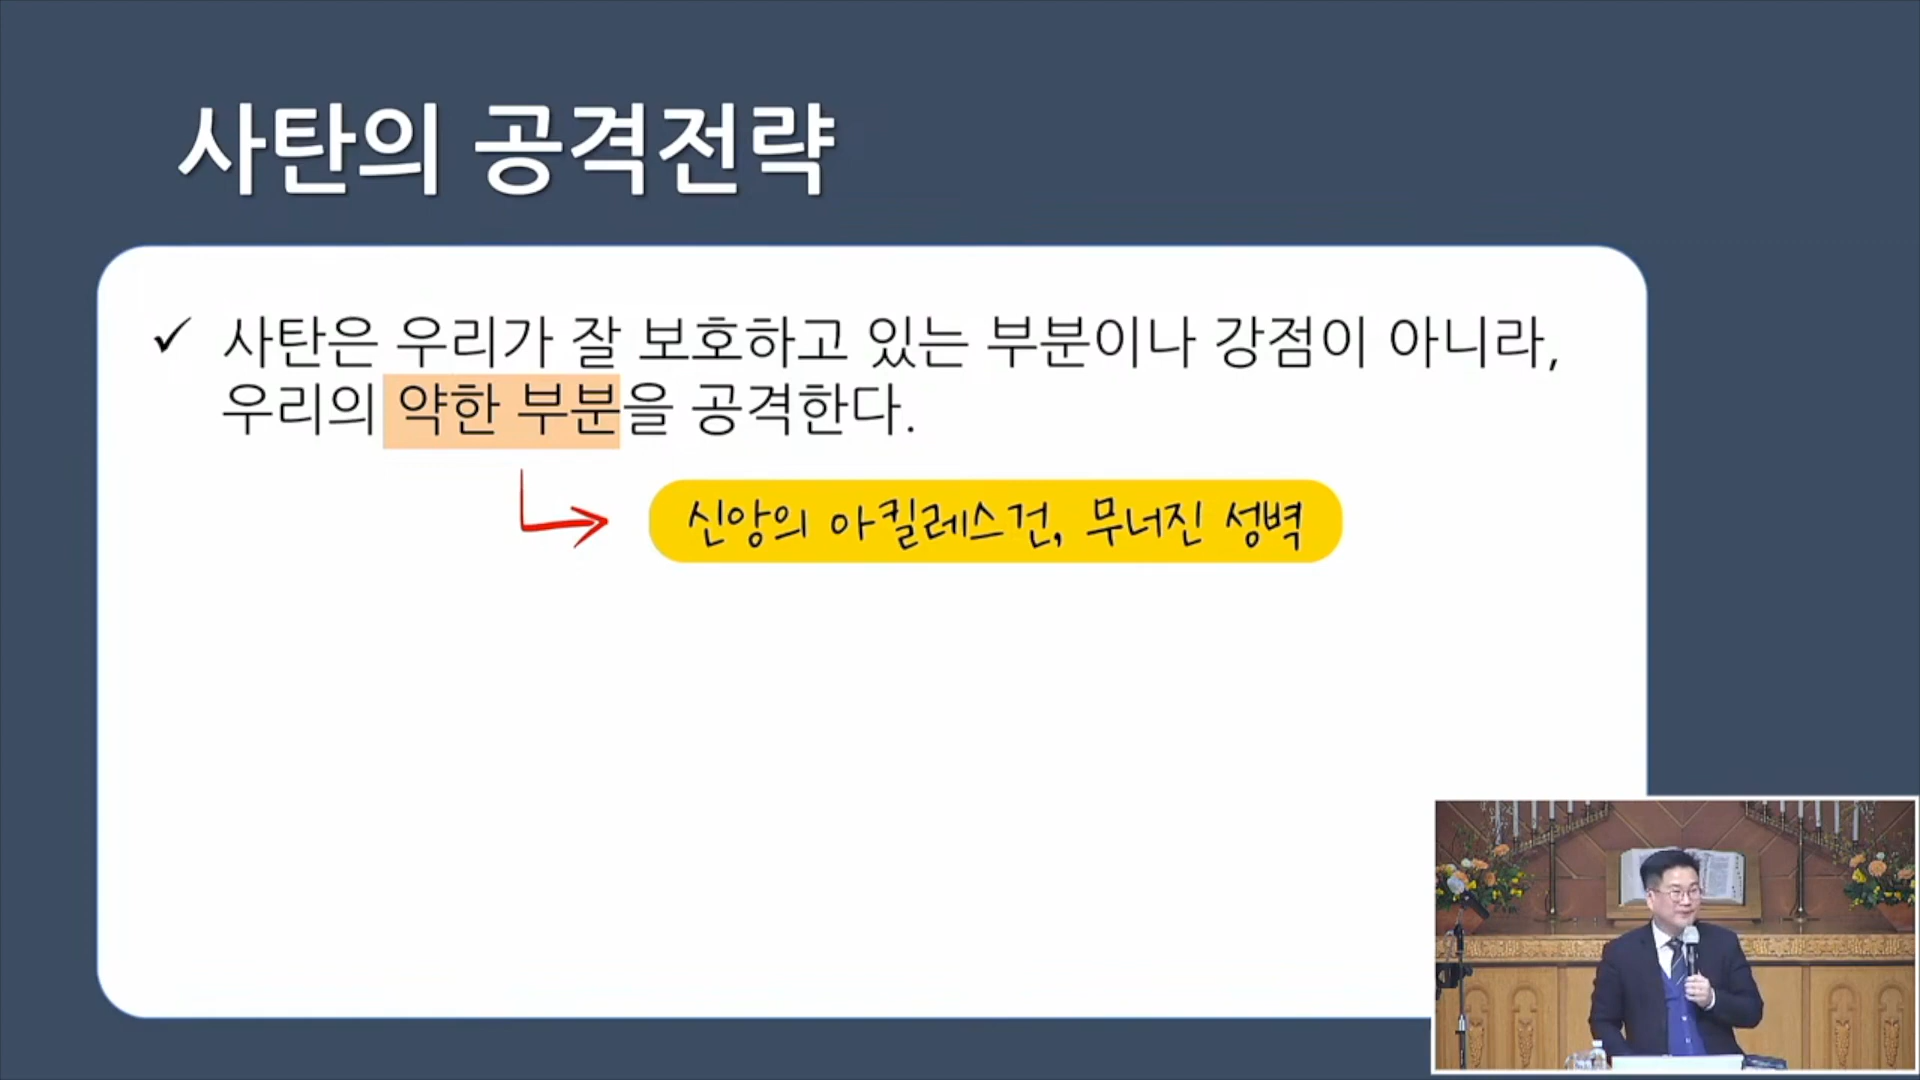 사탄의 공격전략
✓ 사탄은 우리가 잘 보호하고 있는 부분이나 강점이 아니라,
우리의 약한 부분을 공격한다.
신앙의 아킬레스건, 무너진 성벽